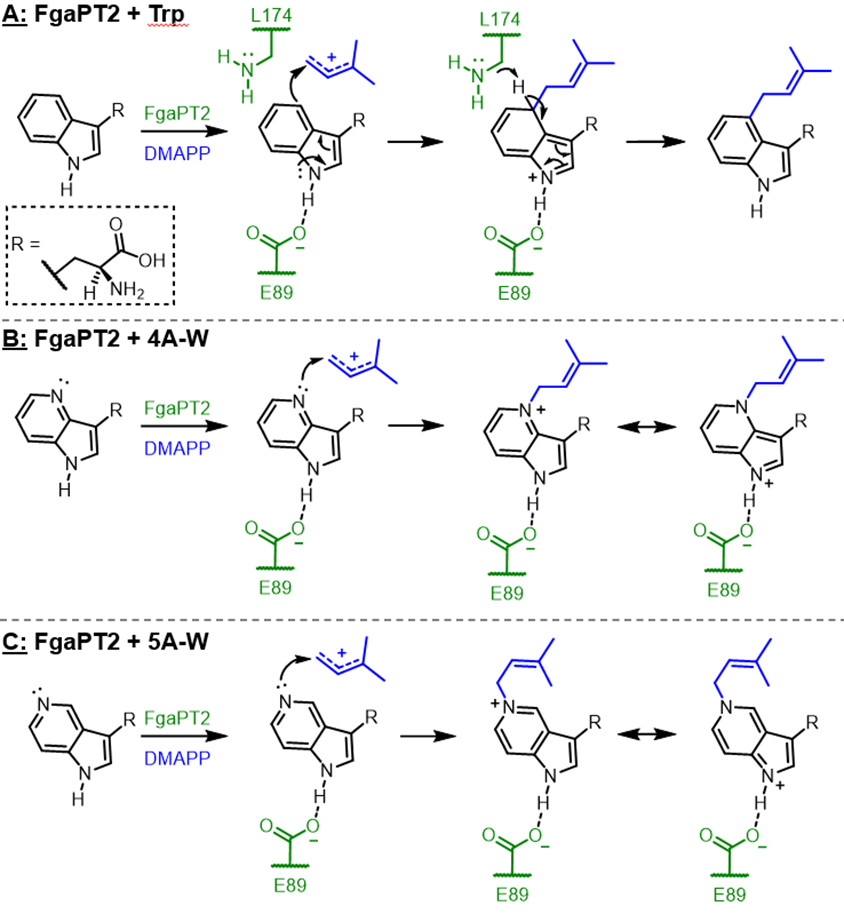 A: FgaPT2 + Trp
L174
H N H
L174
H N H
H
R
FgaPT2
DMAPP
N
H
R
N
H
R
+ N
H
R
N
H
R =
O
OH
H NH2
O O −
E89
O O −
E89
B: FgaPT2 + 4A-W
N
R
N
H
FgaPT2
DMAPP
+
N
R
N
H
O O −
E89
N +
R
N
H
O O −
E89
N
R
N +
H
O O −
E89
C: FgaPT2 + 5A-W
N
R
N
H
FgaPT2
DMAPP
+
N
R
N
H
O O −
E89
+ N
R
N
H
O O −
E89
N
R
N +
H
O O −
E89